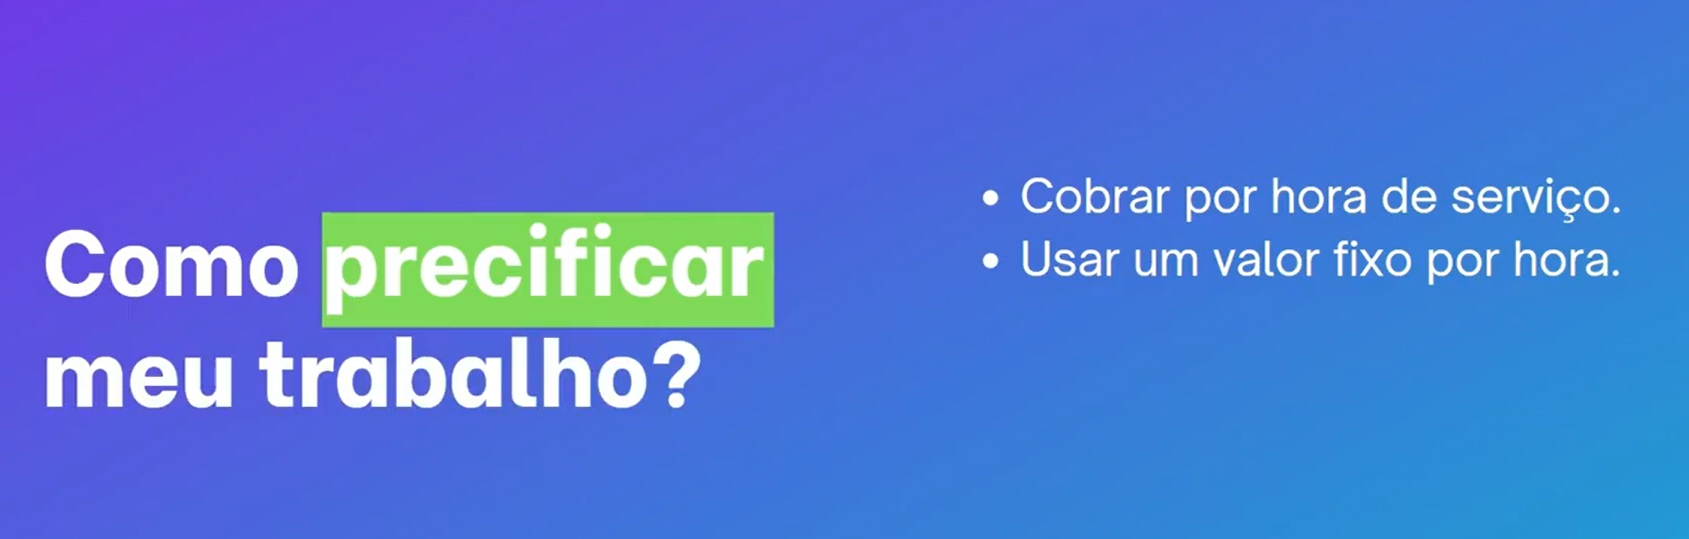 Como precificar
meu trabalho?
• Cobrar por hora de serviço.
• Usar um valor fixo por hora.